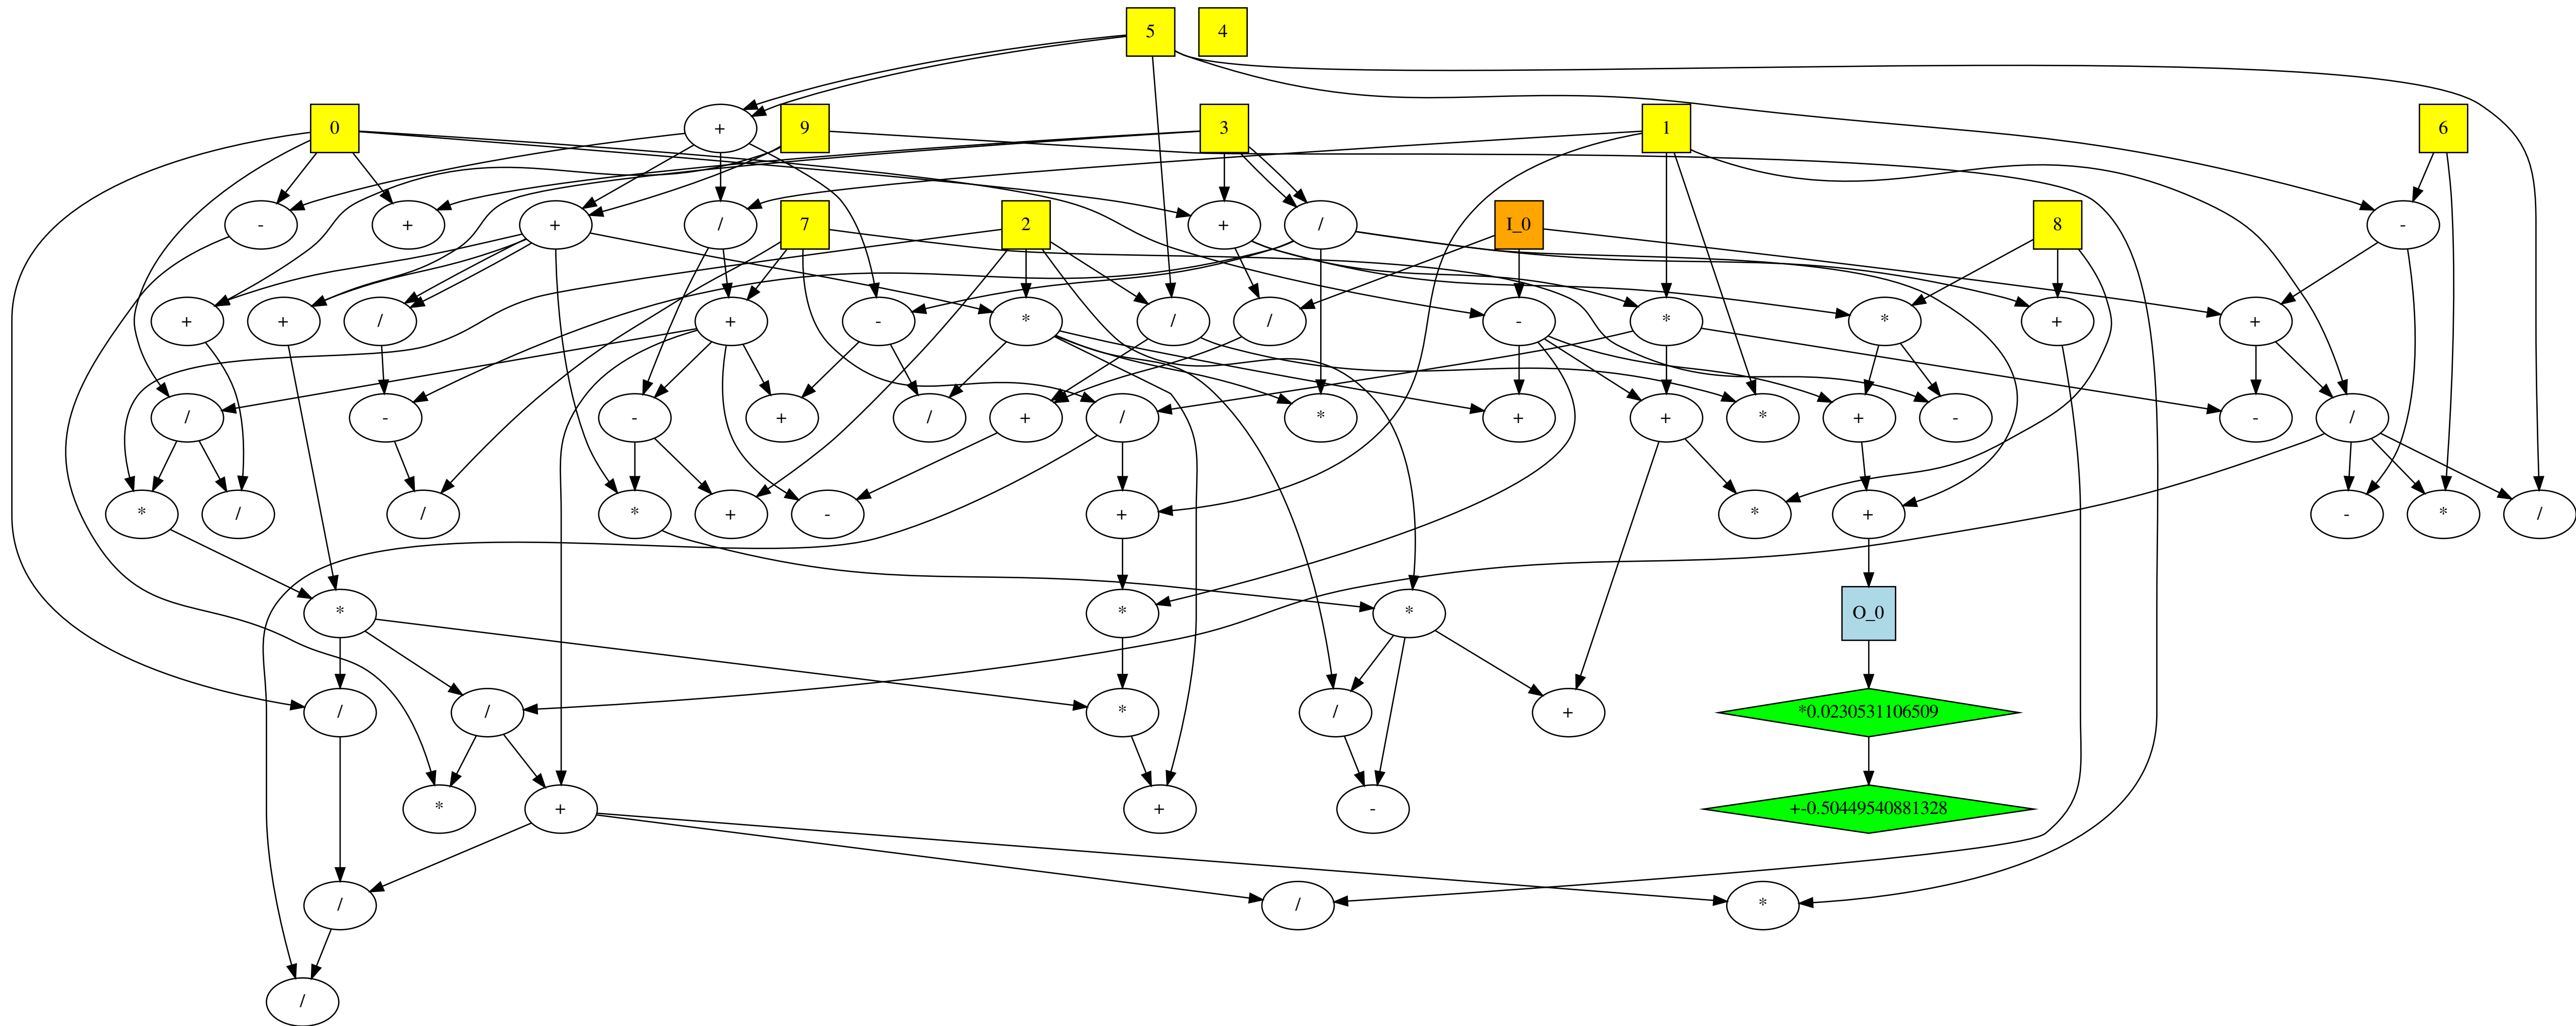 5 4
0 + 9 3 1 6
- + + / 7 2 + / I_0 8 -
+ + / + - * / / - * * + +
/ - - + / + / * + + * + - /
* / / * + - + * + - * /
* * * O_0
/ / * / + *0.0230531106509
* + + - +-0.50449540881328
/ / *
/